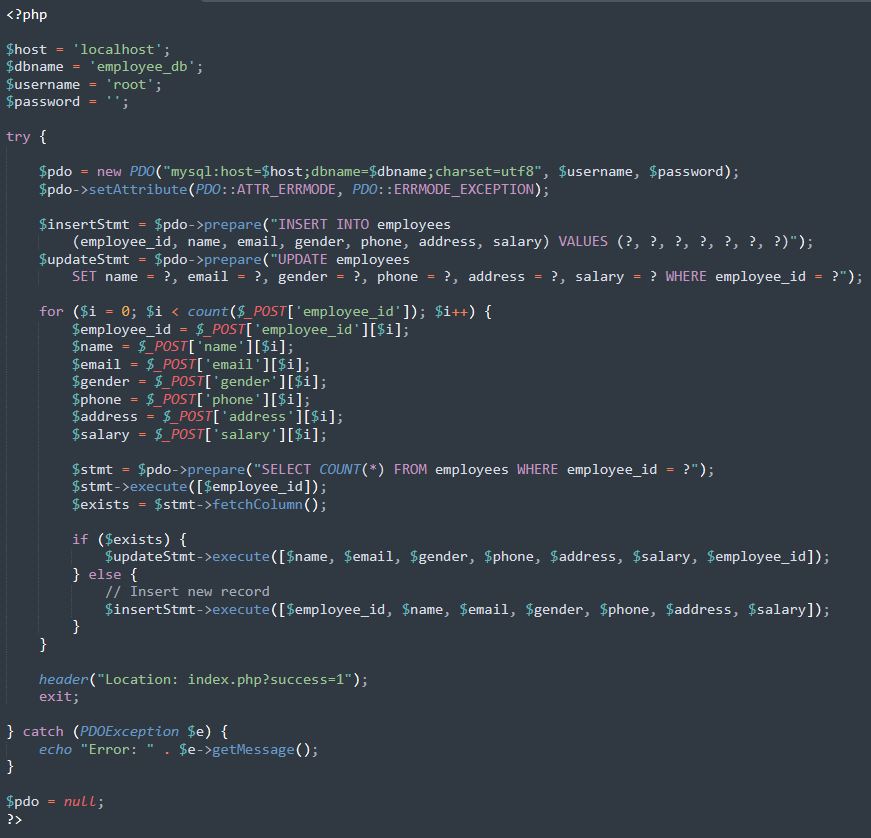 <?php

$host = 'localhost';
$dbname = 'employee_db';
$username = 'root';
$password = '';

try {

    $pdo = new PDO("mysql:host=$host;dbname=$dbname;charset=utf8", $username, $password);
    $pdo->setAttribute(PDO::ATTR_ERRMODE, PDO::ERRMODE_EXCEPTION);

    $insertStmt = $pdo->prepare("INSERT INTO employees
        (employee_id, name, email, gender, phone, address, salary) VALUES (?, ?, ?, ?, ?, ?, ?)");
    $updateStmt = $pdo->prepare("UPDATE employees
        SET name = ?, email = ?, gender = ?, phone = ?, address = ?, salary = ? WHERE employee_id = ?");

    for ($i = 0; $i < count($_POST['employee_id']); $i++) {
        $employee_id = $_POST['employee_id'][$i];
        $name = $_POST['name'][$i];
        $email = $_POST['email'][$i];
        $gender = $_POST['gender'][$i];
        $phone = $_POST['phone'][$i];
        $address = $_POST['address'][$i];
        $salary = $_POST['salary'][$i];

        $stmt = $pdo->prepare("SELECT COUNT(*) FROM employees WHERE employee_id = ?");
        $stmt->execute([$employee_id]);
        $exists = $stmt->fetchColumn();

        if ($exists) {
            $updateStmt->execute([$name, $email, $gender, $phone, $address, $salary, $employee_id]);
        } else {
            // Insert new record
            $insertStmt->execute([$employee_id, $name, $email, $gender, $phone, $address, $salary]);
        }
    }

    header("Location: index.php?success=1");
    exit;

} catch (PDOException $e) {
    echo "Error: " . $e->getMessage();
}

$pdo = null;
?>